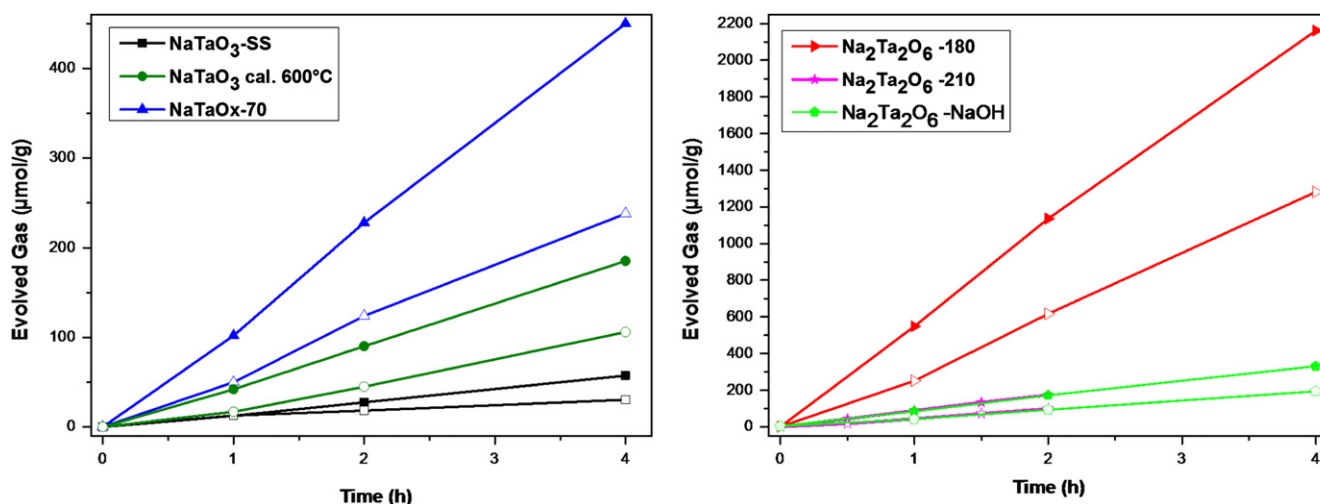 NaTaO₃-SS
NaTaO₃ cal. 600°C
NaTaOx-70
400
300
200
100
0
Evolved Gas (µmol/g)
0 1 2 3 4
Time (h)
Na₂Ta₂O₆ -180
Na₂Ta₂O₆ -210
Na₂Ta₂O₆ -NaOH
2200
2000
1800
1600
1400
1200
1000
800
600
400
200
0
Evolved Gas (µmol/g)
0 1 2 3 4
Time (h)